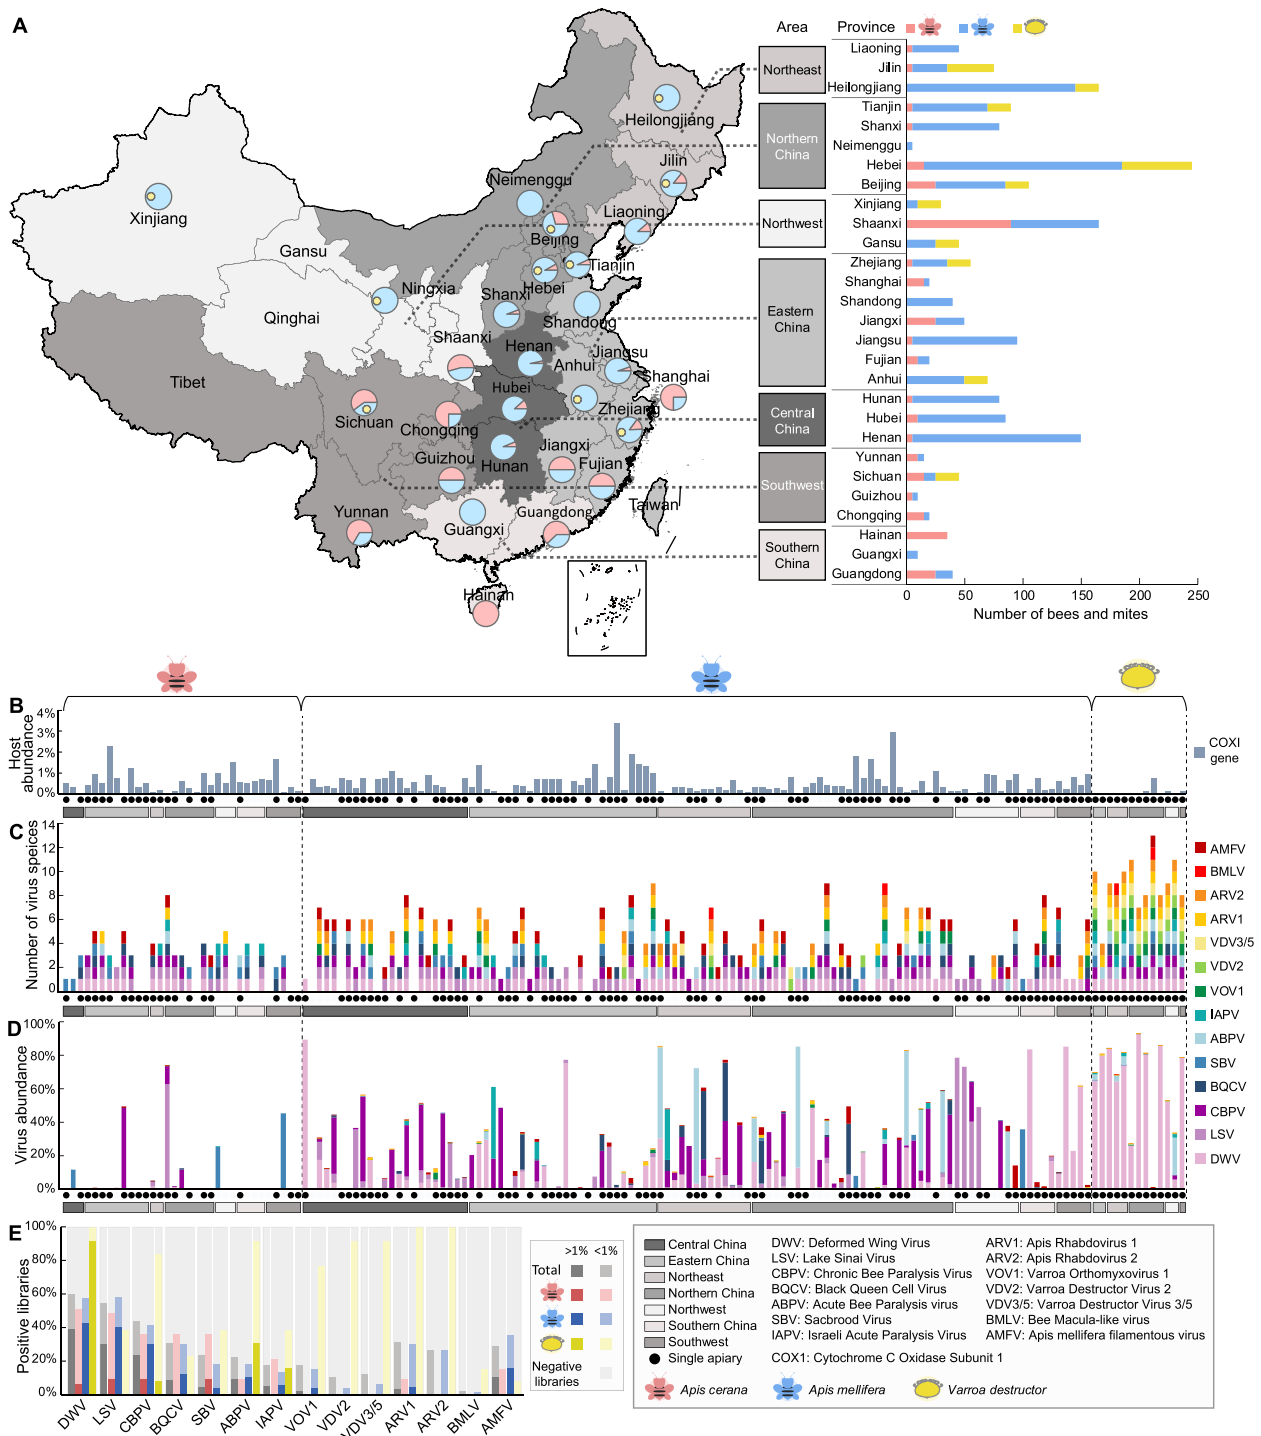 A
Area
Province
Heilongjiang
Jilin
Neimenggu
Liaoning
Beijing
Xinjiang
Gansu
Tianjin
Hebei
Ningxia
Shanxi
Qinghai
Shandong
Shaanxi
Henan
Jiangsu
Anhui
Shanghai
Tibet
Hubei
Zhejiang
Sichuan
Chongqing
Jiangxi
Guizhou
Hunan
Fujian
Yunnan
Guangxi
Guangdong
Taiwan
Hainan
Northeast
Northern
China
Northwest
Eastern
China
Central
China
Southwest
Southern
China
Liaoning
Jilin
Heilongjiang
Tianjin
Shanxi
Neimenggu
Hebei
Beijing
Xinjiang
Shaanxi
Gansu
Zhejiang
Shanghai
Shandong
Jiangxi
Jiangsu
Fujian
Anhui
Hunan
Hubei
Henan
Yunnan
Sichuan
Guizhou
Chongqing
Hainan
Guangxi
Guangdong
0 50 100 150 200 250
Number of bees and mites
B
Host
abundance
4%
3%
2%
1%
0%
COXI
gene
C
Number of virus speices
14
12
10
8
6
4
2
0
AMFV
BMLV
ARV2
ARV1
VDV3/5
VDV2
VOV1
IAPV
ABPV
SBV
BQCV
CBPV
LSV
DWV
D
Virus abundance
100%
80%
60%
40%
20%
0%
E
Positive libraries
100%
80%
60%
40%
20%
0%
DWV LSV CBPV BQCV SBV ABPV IAPV VOV1 VDV2 VDV3/5 ARV1 ARV2 BMLV AMFV
>1% <1%
Total
Negative
libraries
Central China
Eastern China
Northeast
Northern China
Northwest
Southern China
Southwest
Single apiary
DWV: Deformed Wing Virus
LSV: Lake Sinai Virus
CBPV: Chronic Bee Paralysis Virus
BQCV: Black Queen Cell Virus
ABPV: Acute Bee Paralysis virus
SBV: Sacbrood Virus
IAPV: Israeli Acute Paralysis Virus
COX1: Cytochrome C Oxidase Subunit 1
ARV1: Apis Rhabdovirus 1
ARV2: Apis Rhabdovirus 2
VOV1: Varroa Orthomyxovirus 1
VDV2: Varroa Destructor Virus 2
VDV3/5: Varroa Destructor Virus 3/5
BMLV: Bee Macula-like virus
AMFV: Apis mellifera filamentous virus
Apis cerana
Apis mellifera
Varroa destructor